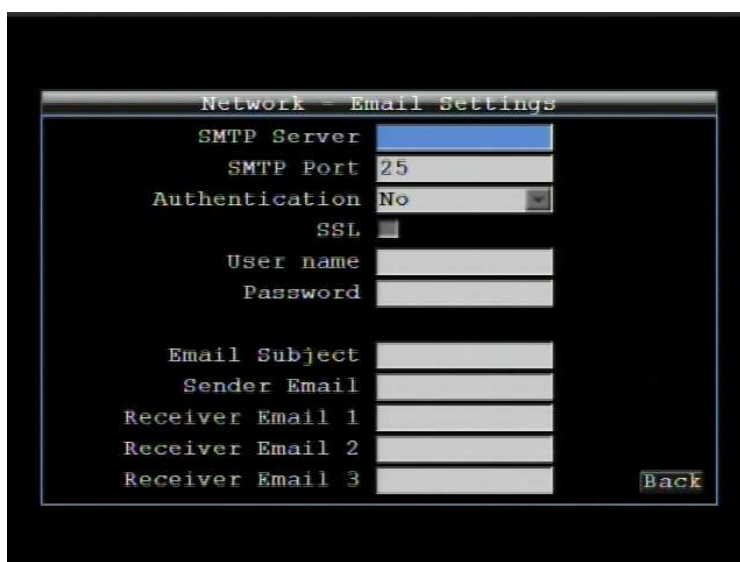 Network - Email Settings
SMTP Server
SMTP Port 25
Authentication No
SSL
User name
Password
Email Subject
Sender Email
Receiver Email 1
Receiver Email 2
Receiver Email 3
Back